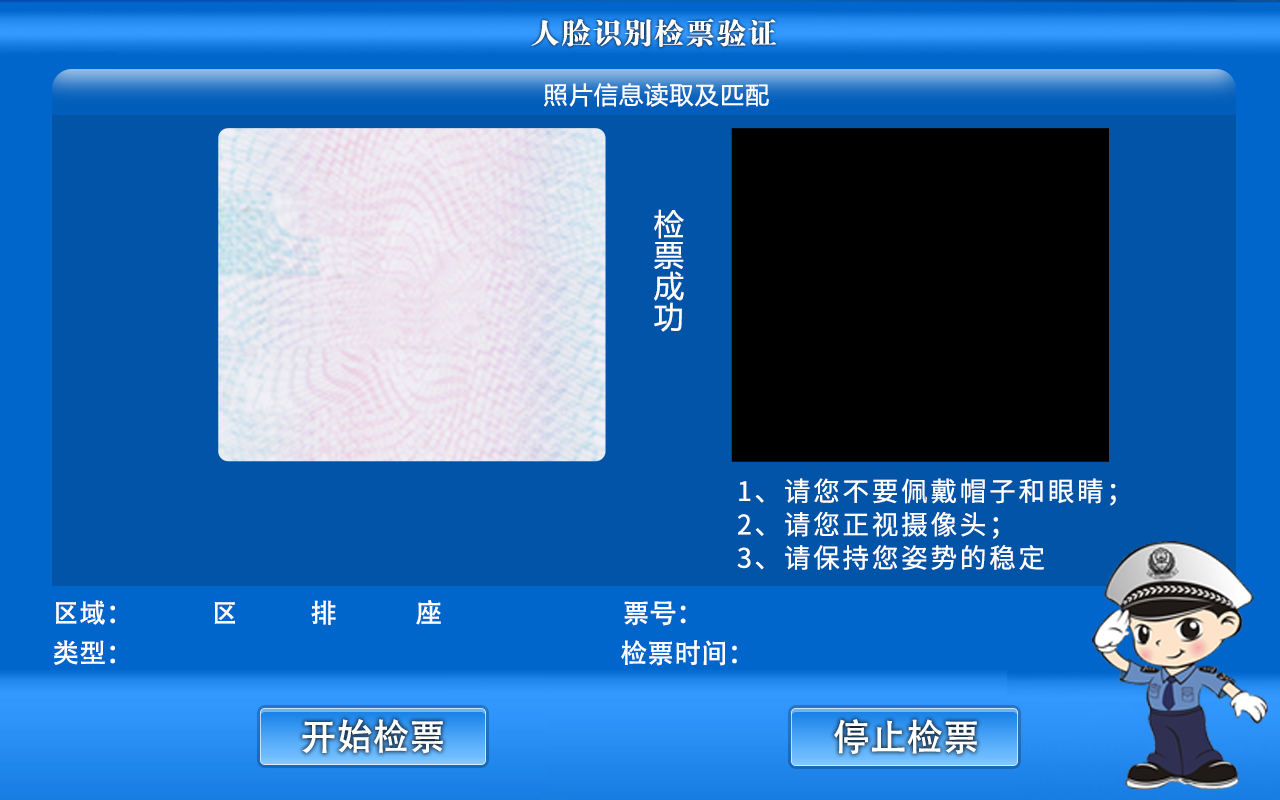 人脸识别检票验证
照片信息读取及匹配
检票成功
1、请您不要佩戴帽子和眼睛；
2、请您正视摄像头；
3、请保持您姿势的稳定
区域： 区 排 座
票号：
类型：
检票时间：
开始检票
停止检票